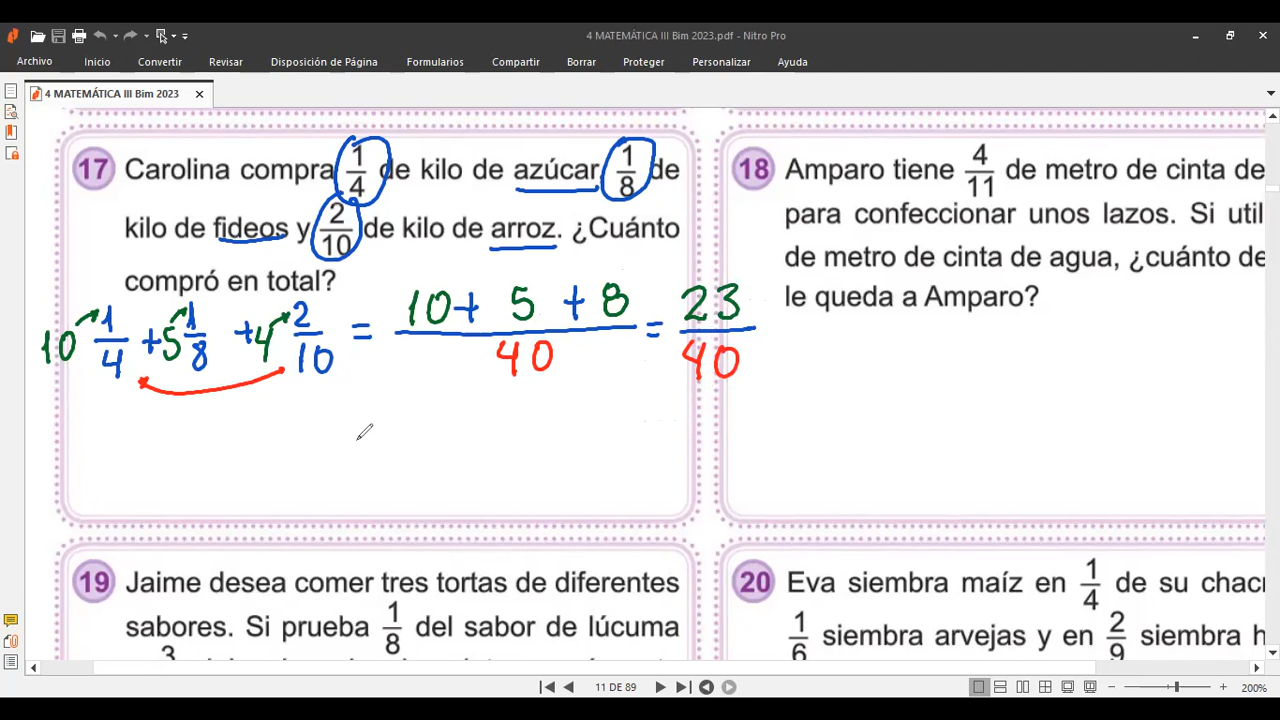 4 MATEMÁTICA III Bim 2023.pdf - Nitro Pro
Archivo Inicio Convertir Revisar Disposición de Página Formularios Compartir Borrar Proteger Personalizar Ayuda
4 MATEMÁTICA III Bim 2023
17 Carolina compra 1/4 de kilo de azúcar, 1/8 de
kilo de fideos y 2/10 de kilo de arroz. ¿Cuánto
compró en total?
10 1/4 + 5 1/8 + 4 2/10 = 10 + 5 + 8 / 40 = 23/40
18 Amparo tiene 4/11 de metro de cinta de
para confeccionar unos lazos. Si util
de metro de cinta de agua, ¿cuánto de
le queda a Amparo?
19 Jaime desea comer tres tortas de diferentes
sabores. Si prueba 1/8 del sabor de lúcuma
3
20 Eva siembra maíz en 1/4 de su chacr
1/6 siembra arvejas y en 2/9 siembra h
11 DE 89
200%